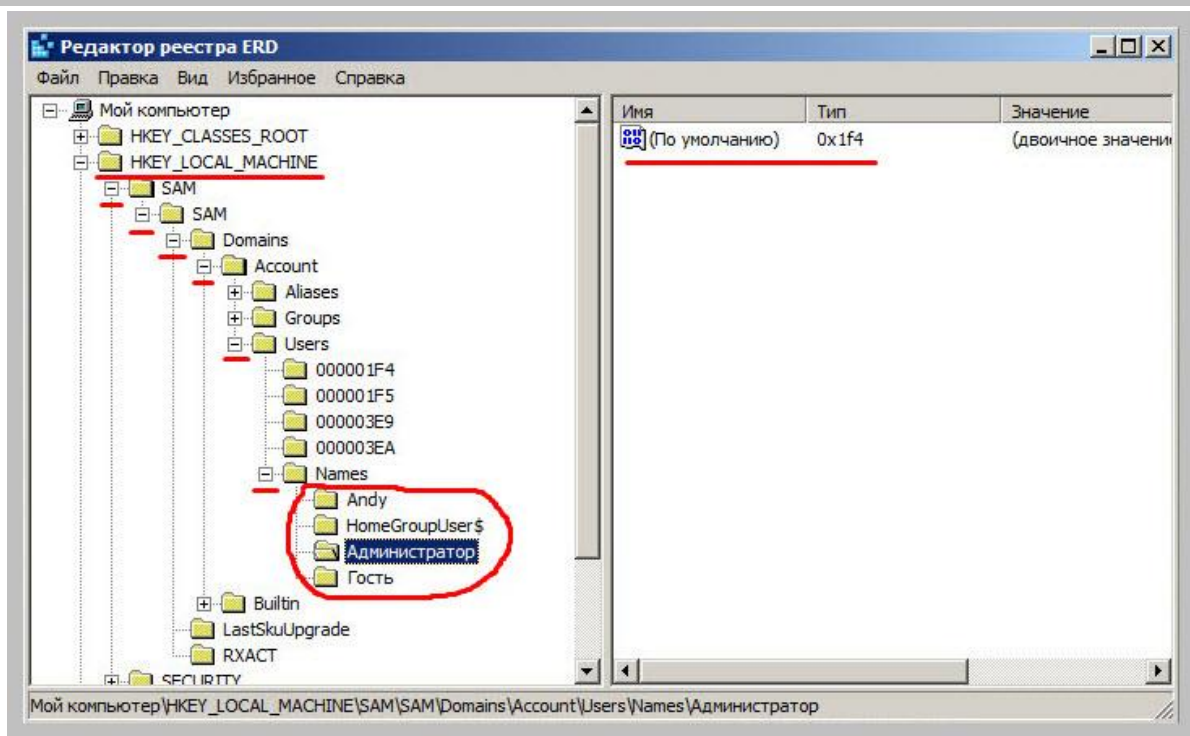 Редактор реестра ERD
Файл Правка Вид Избранное Справка
Мой компьютер
HKEY_CLASSES_ROOT
HKEY_LOCAL_MACHINE
SAM
SAM
Domains
Account
Aliases
Groups
Users
000001F4
000001F5
000003E9
000003EA
Names
Andy
HomeGroupUser$
Администратор
Гость
Builtin
LastSkuUpgrade
RXACT
SECURITY
Имя Тип Значение
(По умолчанию) 0x1f4 (двоичное значени
Мой компьютер\HKEY_LOCAL_MACHINE\SAM\SAM\Domains\Account\Users\Names\Администратор